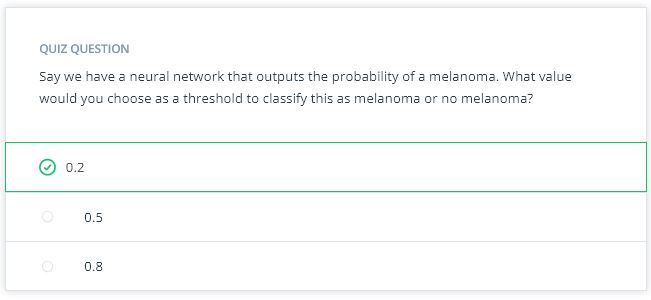 QUIZ QUESTION
Say we have a neural network that outputs the probability of a melanoma. What value
would you choose as a threshold to classify this as melanoma or no melanoma?
0.2
0.5
0.8